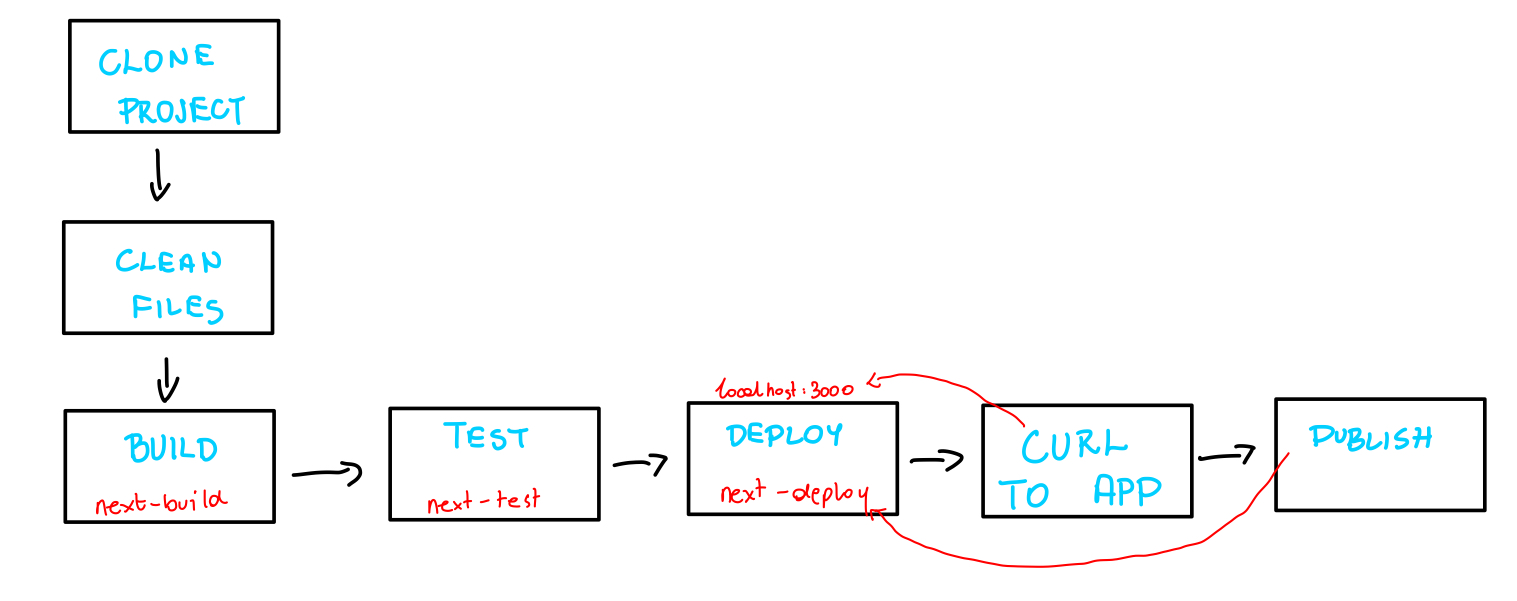 CLONE
PROJECT
CLEAN
FILES
BUILD
next-build
TEST
next-test
localhost:3000
DEPLOY
next-deploy
CURL
TO APP
PUBLISH